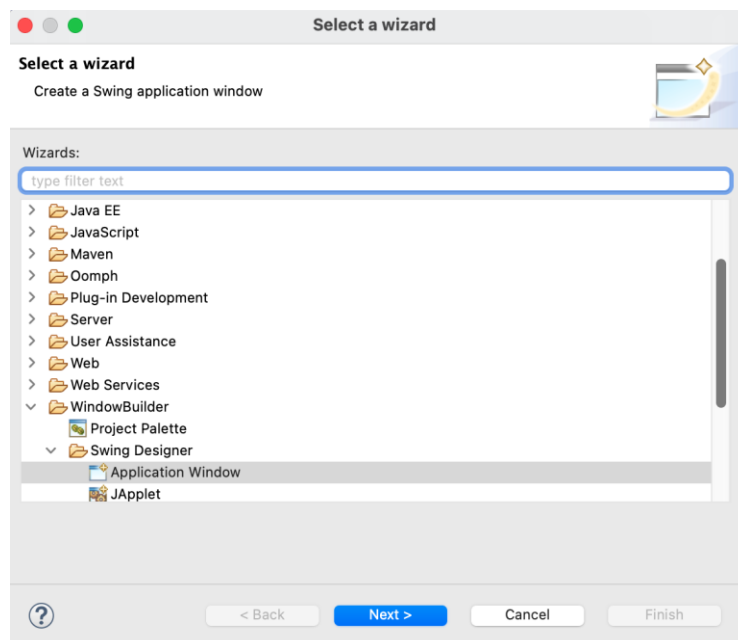 Select a wizard
Select a wizard
Create a Swing application window
Wizards:
type filter text
Java EE
JavaScript
Maven
Oomph
Plug-in Development
Server
User Assistance
Web
Web Services
WindowBuilder
Project Palette
Swing Designer
Application Window
JApplet
? < Back Next > Cancel Finish